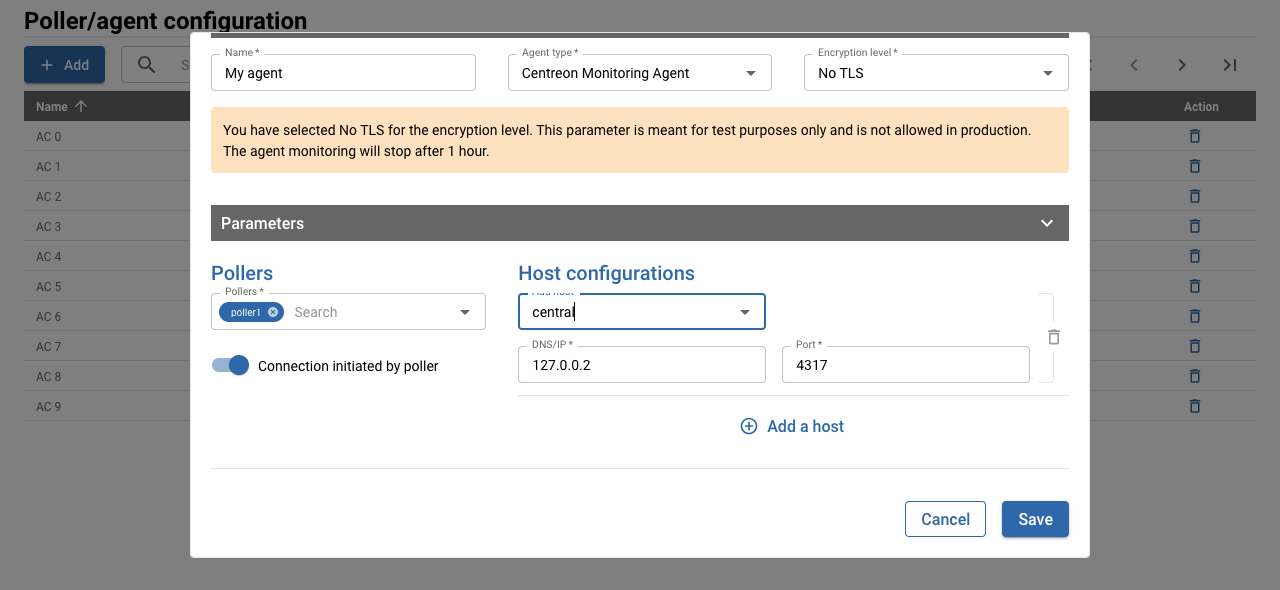 Poller/agent configuration
Add
S
Name
Action
AC 0
AC 1
AC 2
AC 3
AC 4
AC 5
AC 6
AC 7
AC 8
AC 9
Name *
My agent
Agent type *
Centreon Monitoring Agent
Encryption level *
No TLS
You have selected No TLS for the encryption level. This parameter is meant for test purposes only and is not allowed in production.
The agent monitoring will stop after 1 hour.
Parameters
Pollers
Pollers *
poller1
Search
Connection initiated by poller
Host configurations
Add host
central
DNS/IP *
127.0.0.2
Port *
4317
Add a host
Cancel
Save